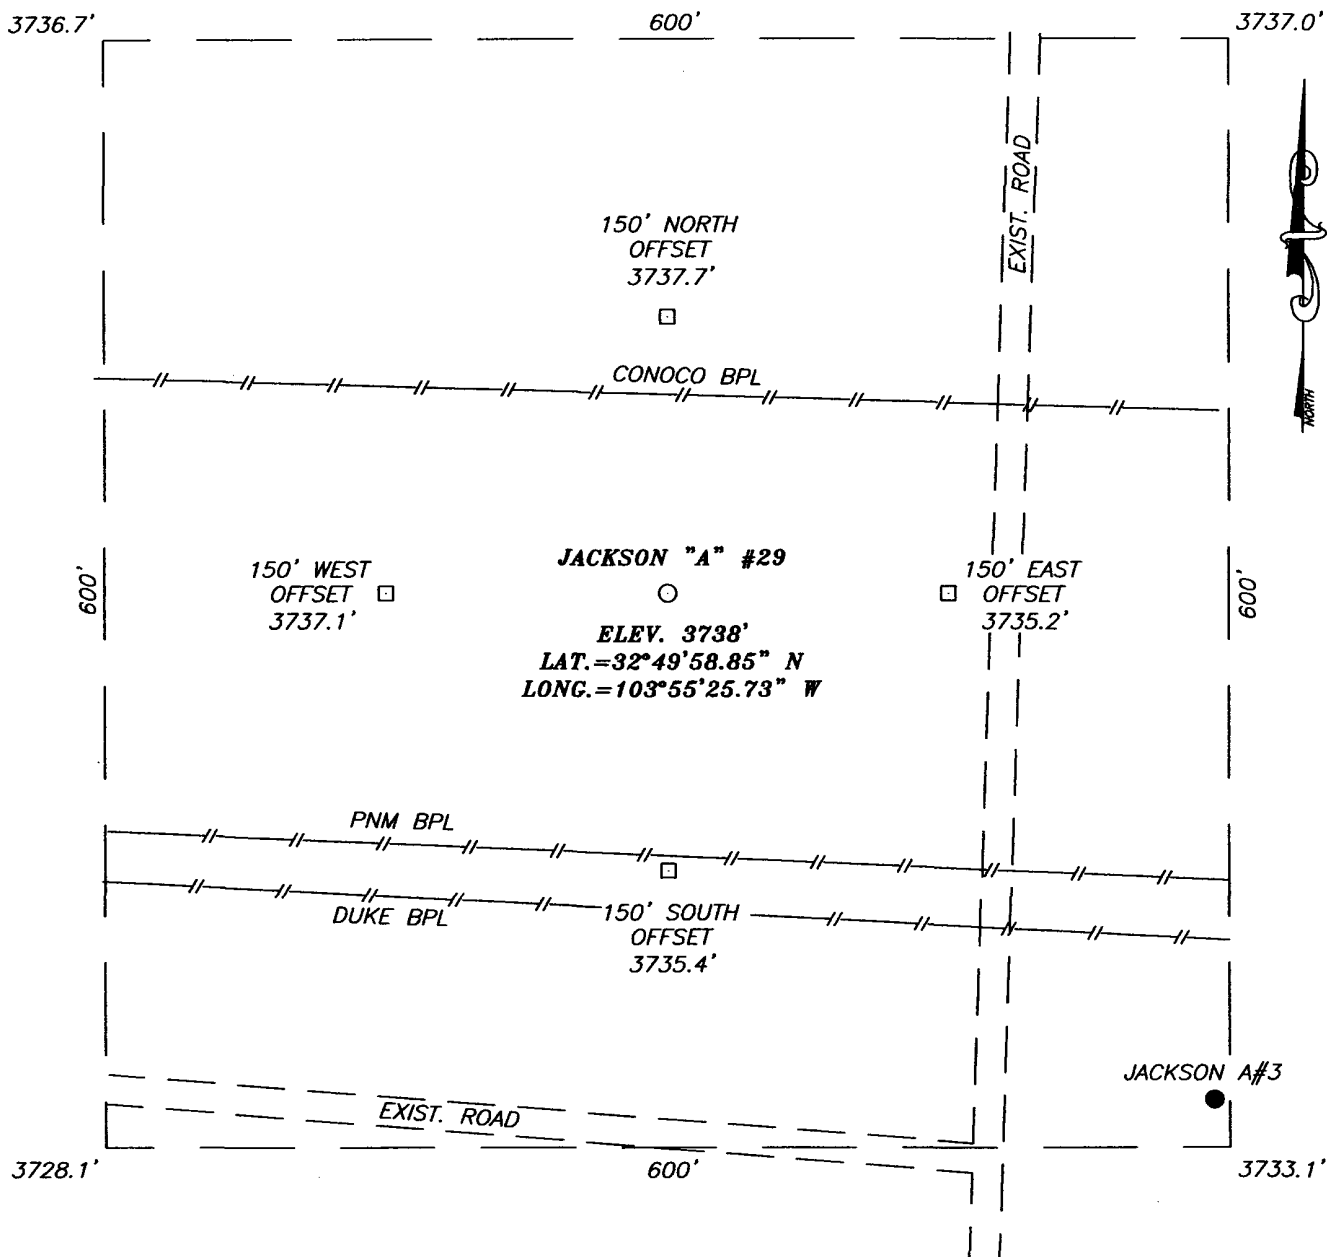 3736.7'
600'
3737.0'
EXIST. ROAD
150' NORTH
OFFSET
3737.7'
CONOCO BPL
NORTH
JACKSON "A" #29
150' WEST
OFFSET
3737.1'
150' EAST
OFFSET
3735.2'
600'
600'
ELEV. 3738'
LAT.=32°49'58.85" N
LONG.=103°55'25.73" W
PNM BPL
DUKE BPL
150' SOUTH
OFFSET
3735.4'
JACKSON A#3
EXIST. ROAD
3728.1'
600'
3733.1'